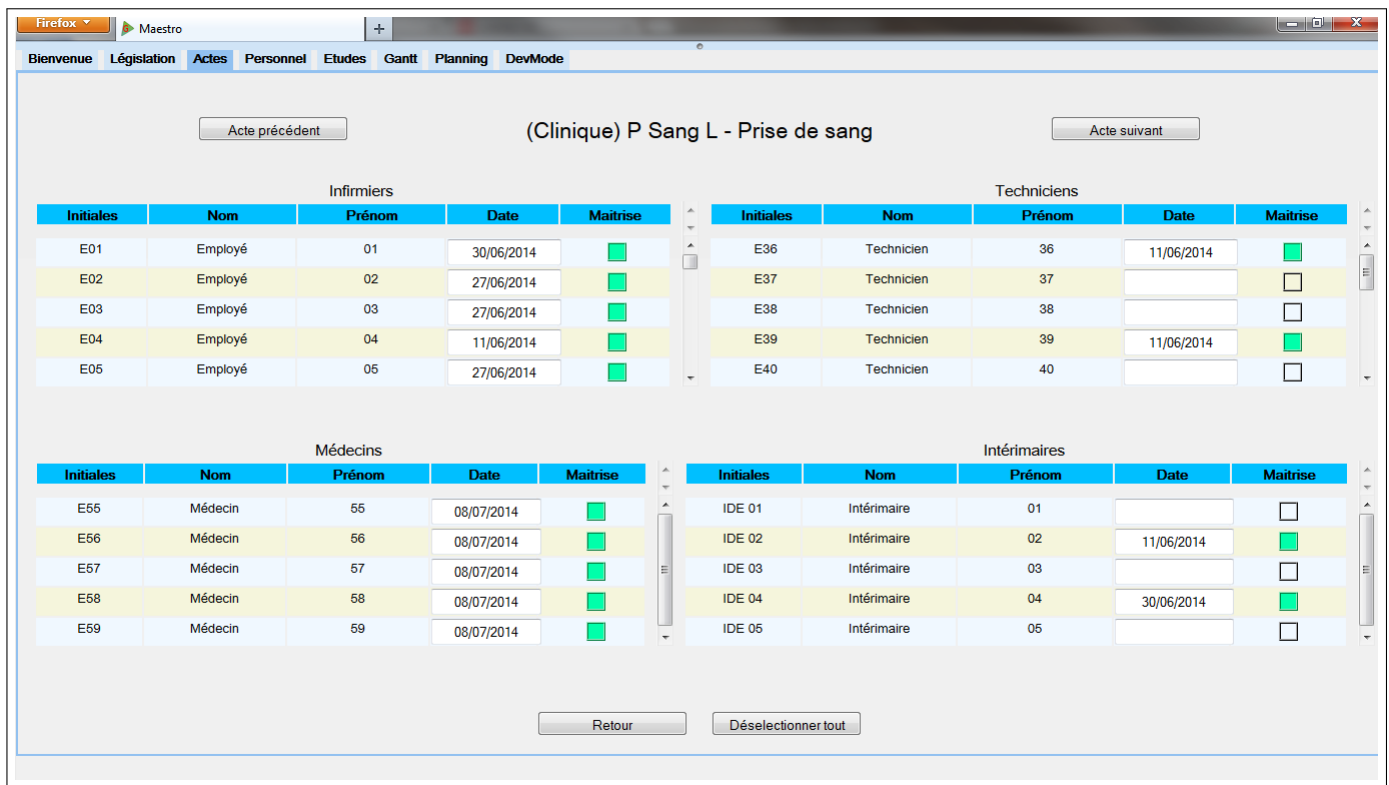 Firefox
Maestro
Bienvenue Législation Actes Personnel Etudes Gantt Planning DevMode
Acte précédent (Clinique) P Sang L - Prise de sang Acte suivant
Infirmiers
Initiales Nom Prénom Date Maitrise
E01 Employé 01 30/06/2014
E02 Employé 02 27/06/2014
E03 Employé 03 27/06/2014
E04 Employé 04 11/06/2014
E05 Employé 05 27/06/2014
Techniciens
Initiales Nom Prénom Date Maitrise
E36 Technicien 36 11/06/2014
E37 Technicien 37
E38 Technicien 38
E39 Technicien 39 11/06/2014
E40 Technicien 40
Médecins
Initiales Nom Prénom Date Maitrise
E55 Médecin 55 08/07/2014
E56 Médecin 56 08/07/2014
E57 Médecin 57 08/07/2014
E58 Médecin 58 08/07/2014
E59 Médecin 59 08/07/2014
Intérimaires
Initiales Nom Prénom Date Maitrise
IDE 01 Intérimaire 01
IDE 02 Intérimaire 02 11/06/2014
IDE 03 Intérimaire 03
IDE 04 Intérimaire 04 30/06/2014
IDE 05 Intérimaire 05
Retour Déselectionner tout